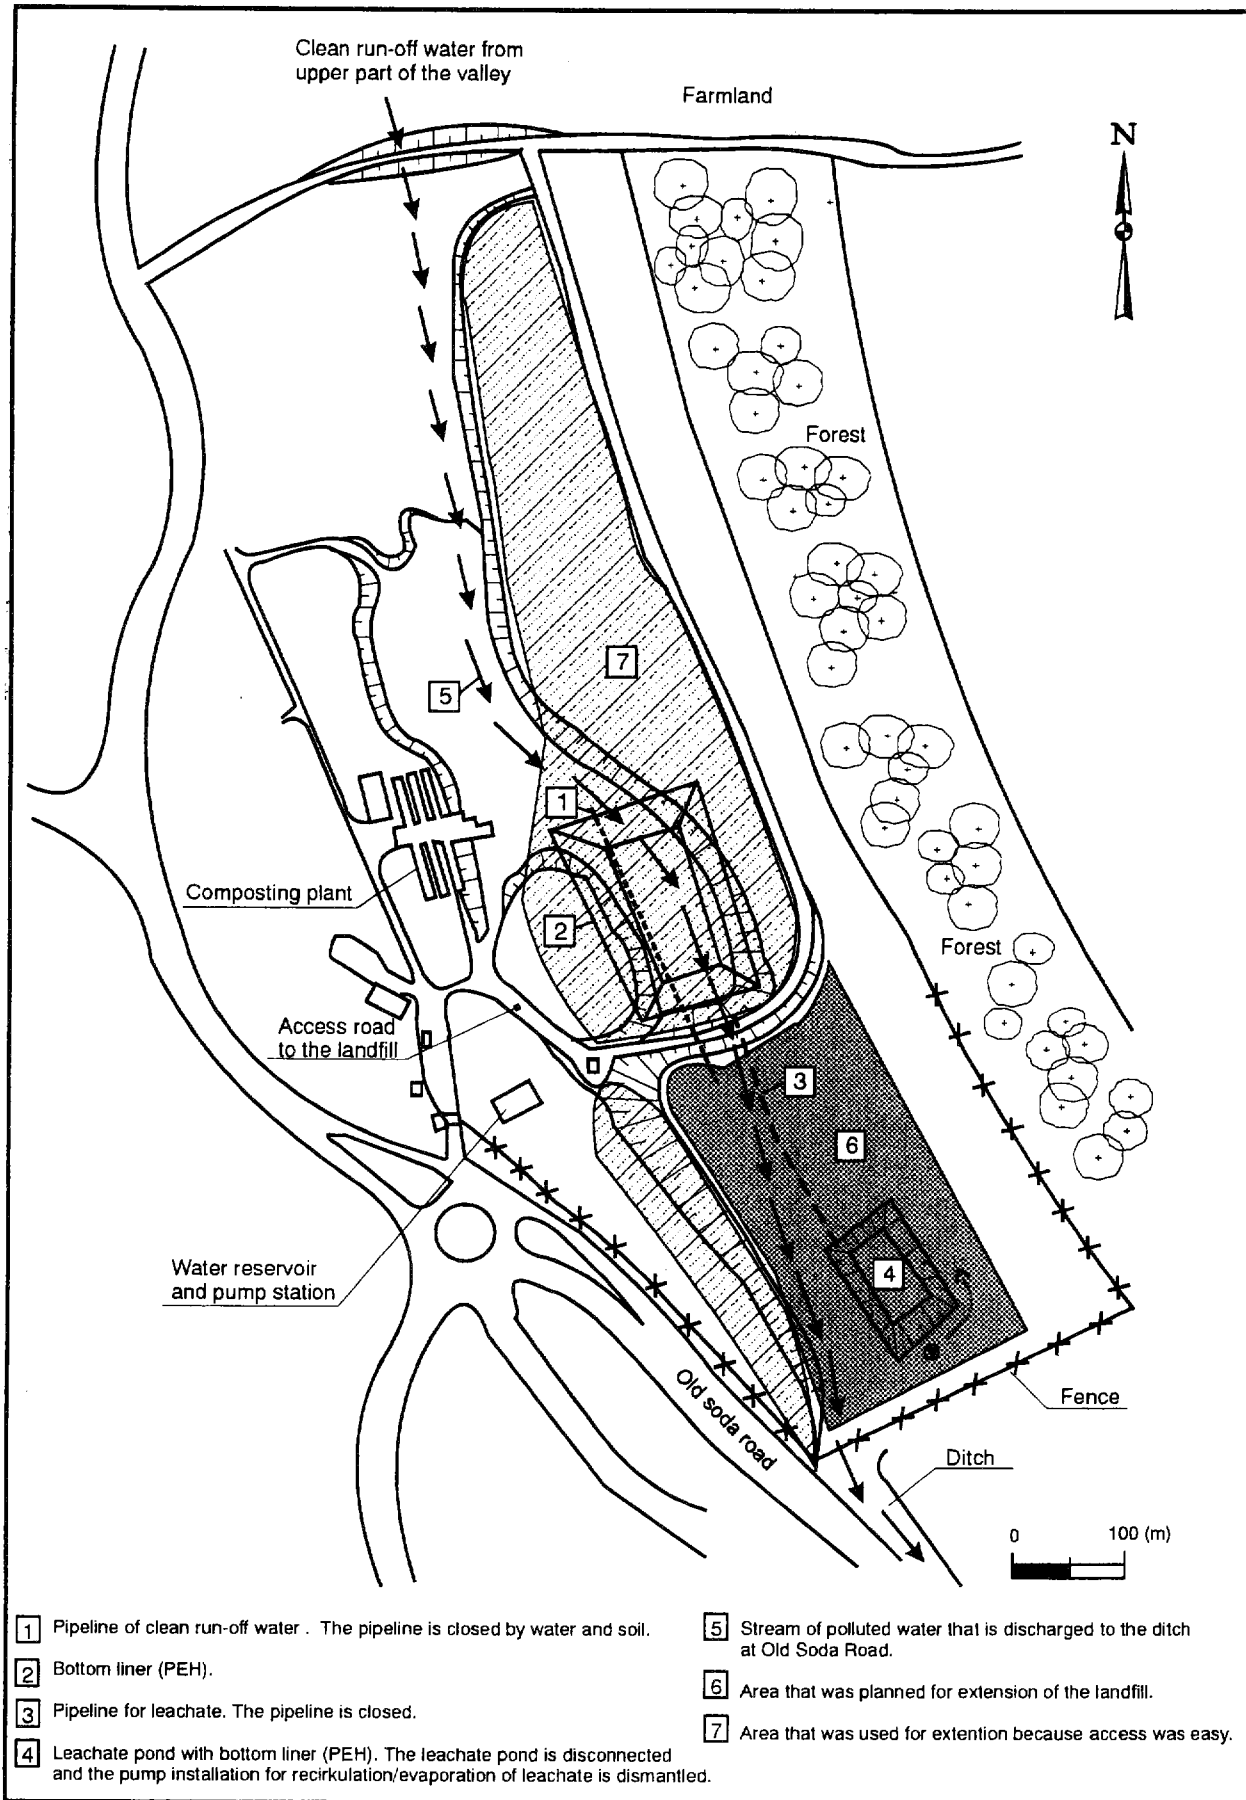 Clean run-off water from
upper part of the valley
Farmland
N
Forest
7
5
1
Composting plant
2
Forest
Access road
to the landfill
3
6
Water reservoir
and pump station
4
Old soda road
Fence
Ditch
0 100 (m)
1 Pipeline of clean run-off water . The pipeline is closed by water and soil.
2 Bottom liner (PEH).
3 Pipeline for leachate. The pipeline is closed.
4 Leachate pond with bottom liner (PEH). The leachate pond is disconnected
and the pump installation for recirkulation/evaporation of leachate is dismantled.
5 Stream of polluted water that is discharged to the ditch
at Old Soda Road.
6 Area that was planned for extension of the landfill.
7 Area that was used for extention because access was easy.